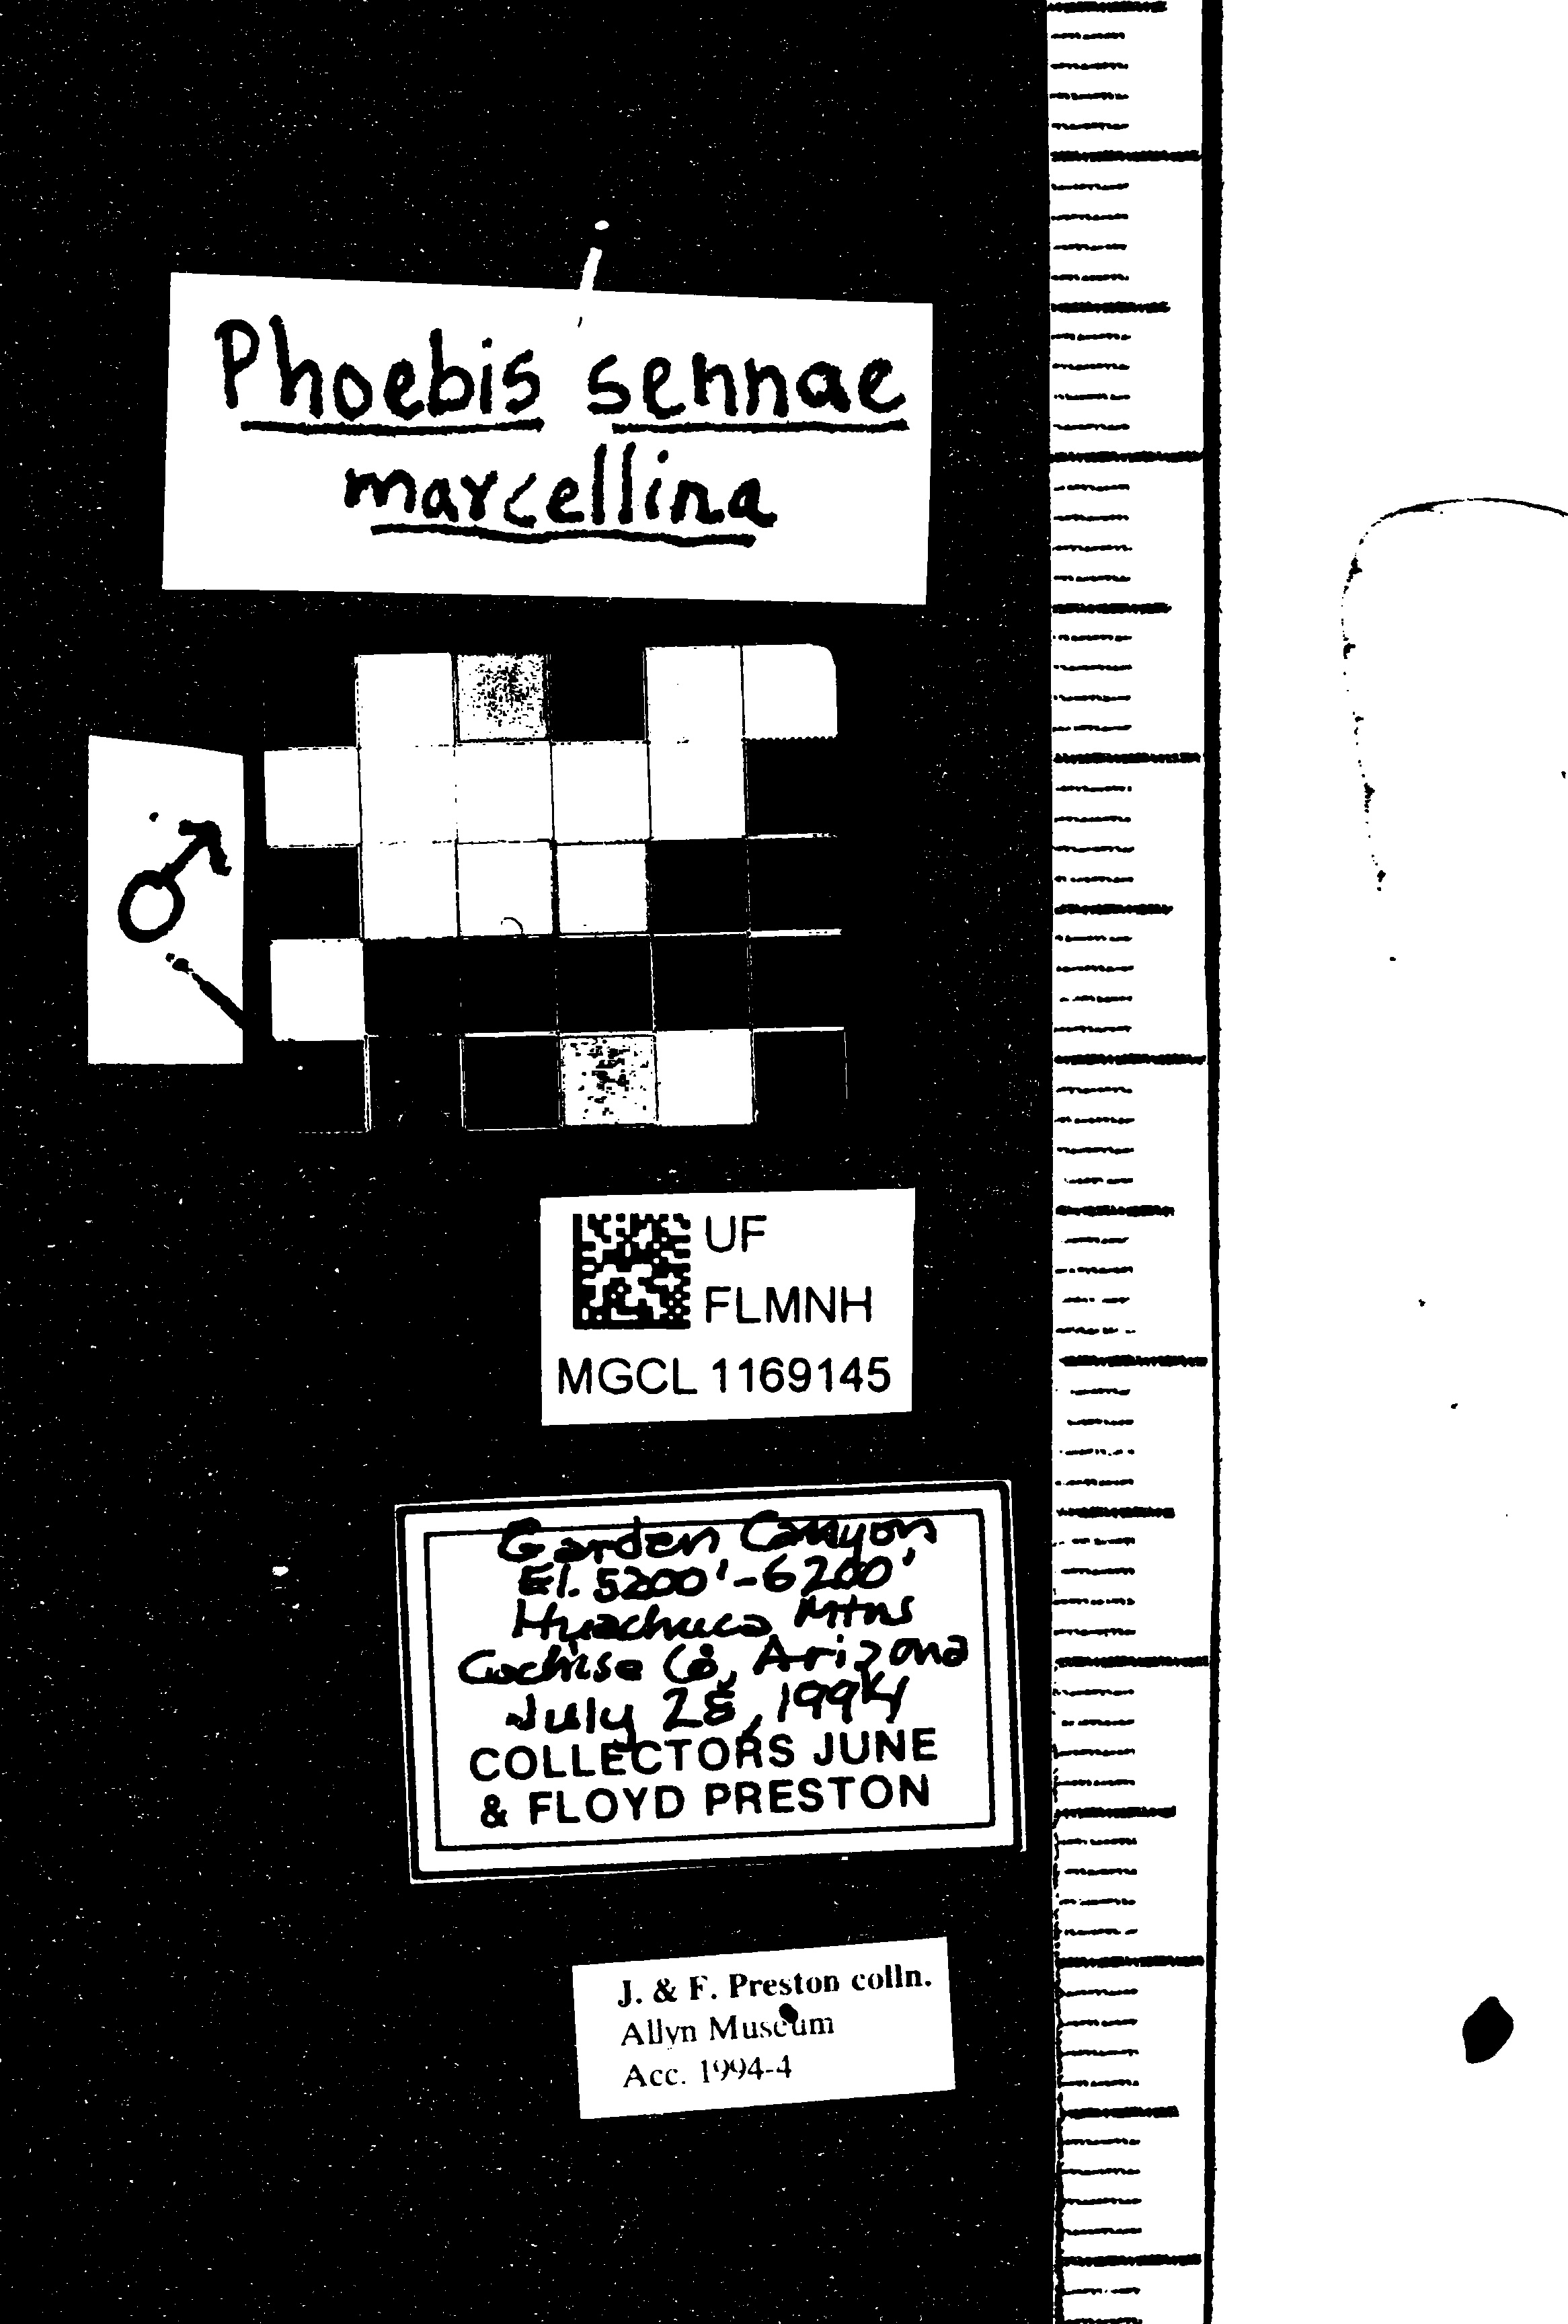 Phoebis sennae
marcellina
♂
UF
FLMNH
MGCL 1169145
Garden Canyon
El. 5200'-6200'
Huachuca Mtns
Cochise Co, Arizona
July 28, 1994
COLLECTORS JUNE
& FLOYD PRESTON
J. & F. Preston colln.
Allyn Museum
Acc. 1994-4